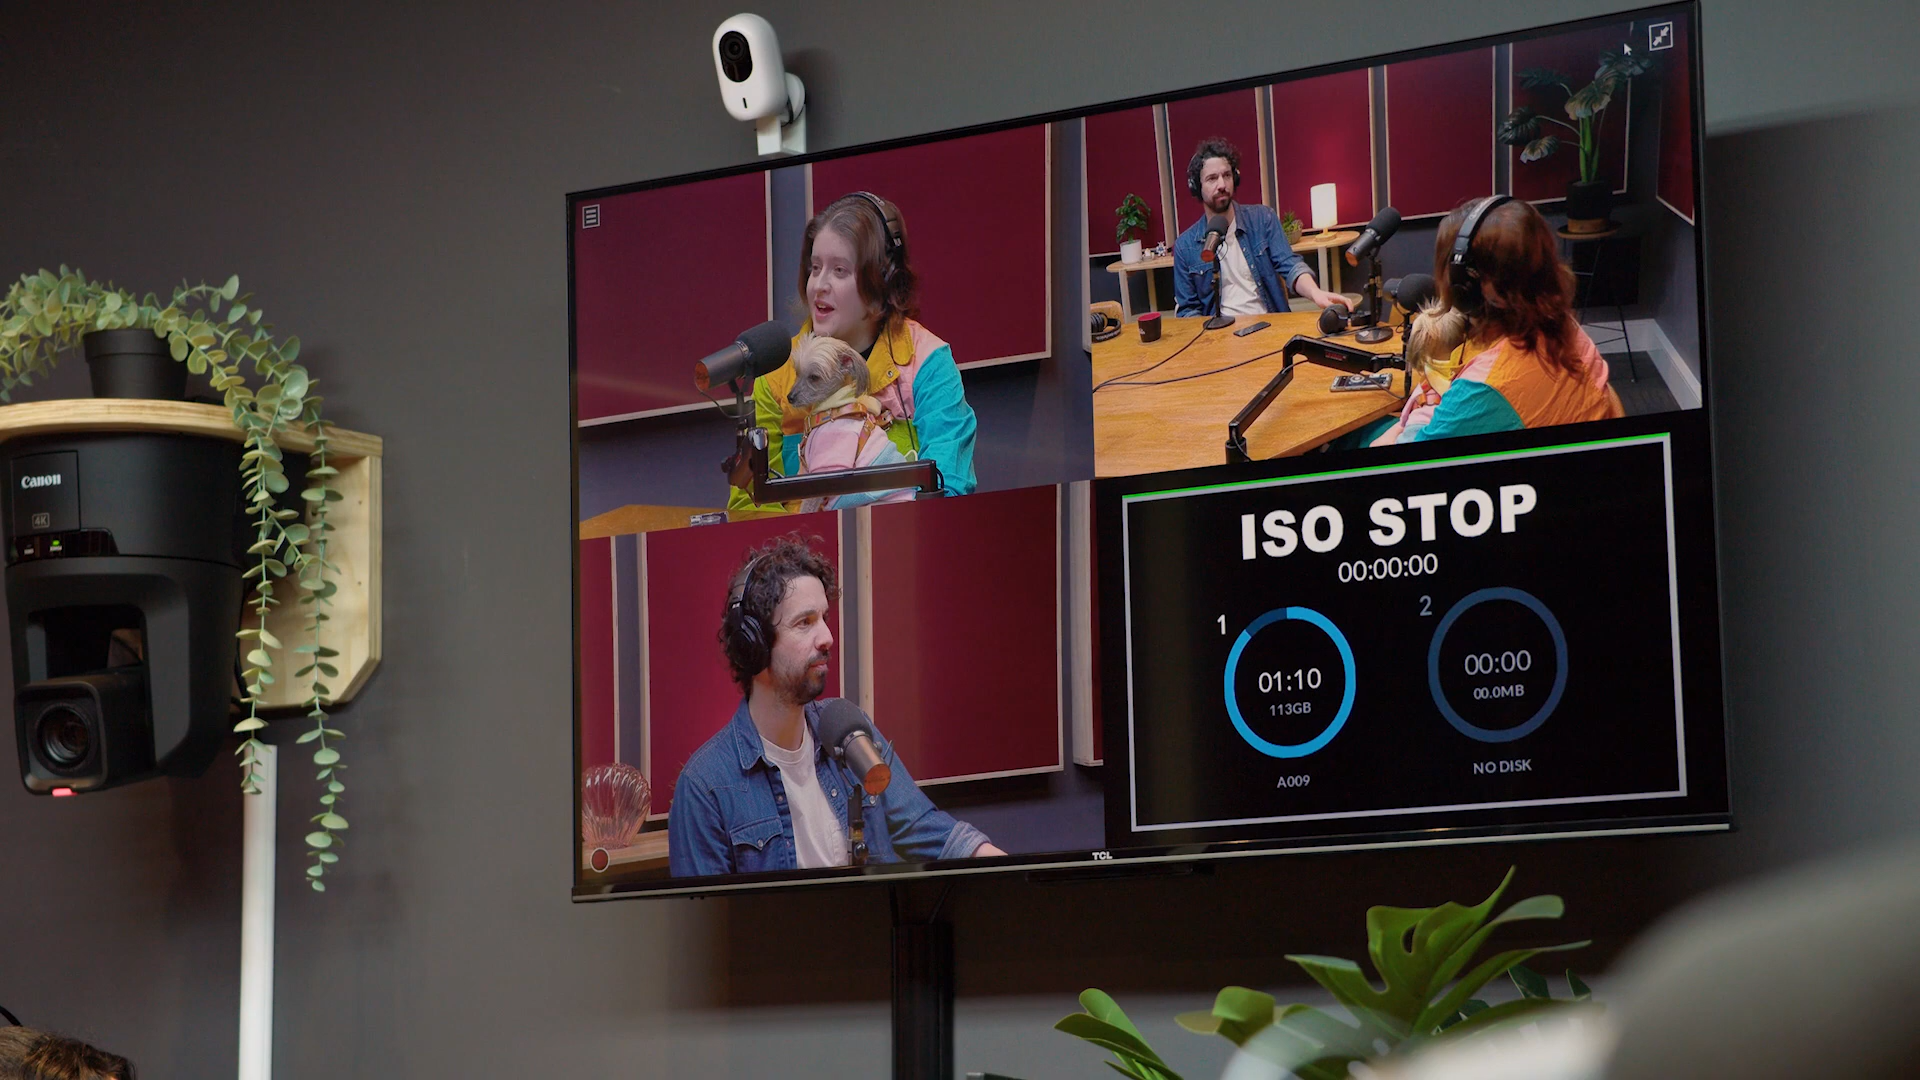 Canon
4K
ISO STOP
00:00:00
1
2
01:10
113GB
00:00
00.0MB
A009
NO DISK
TCL